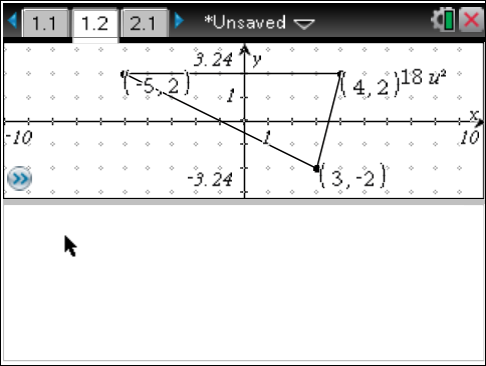 1.1 1.2 2.1 *Unsaved
3.24 y
(-5, 2) 1 (4, 2) 18 u²
x
-10 1 10
-3.24 (3, -2)